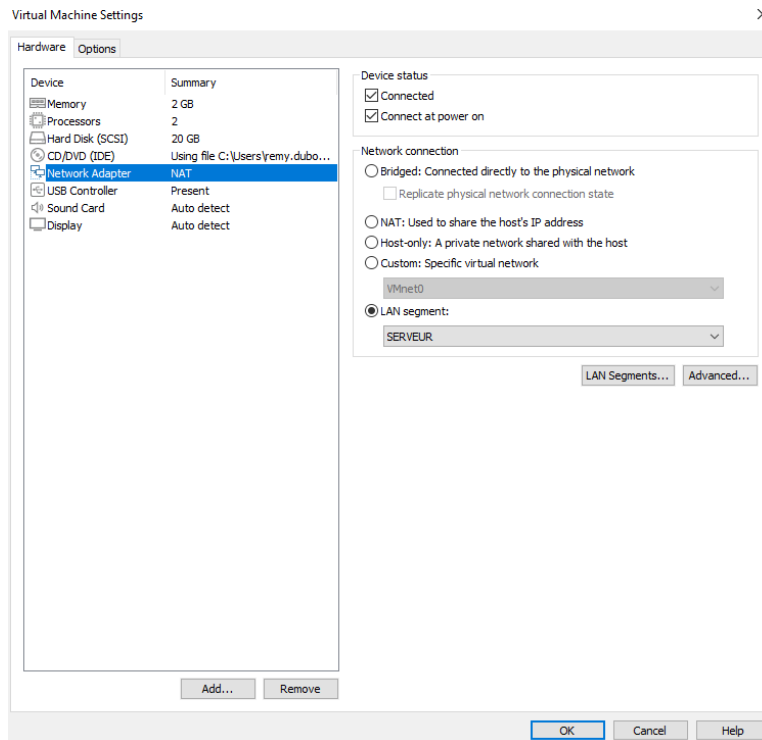 Virtual Machine Settings
Hardware Options
Device Summary
Memory 2 GB
Processors 2
Hard Disk (SCSI) 20 GB
CD/DVD (IDE) Using file C:\Users\remy.dubo...
Network Adapter NAT
USB Controller Present
Sound Card Auto detect
Display Auto detect
Add... Remove
Device status
Connected
Connect at power on
Network connection
Bridged: Connected directly to the physical network
Replicate physical network connection state
NAT: Used to share the host's IP address
Host-only: A private network shared with the host
Custom: Specific virtual network
VMnet0
LAN segment:
SERVEUR
LAN Segments... Advanced...
OK Cancel Help